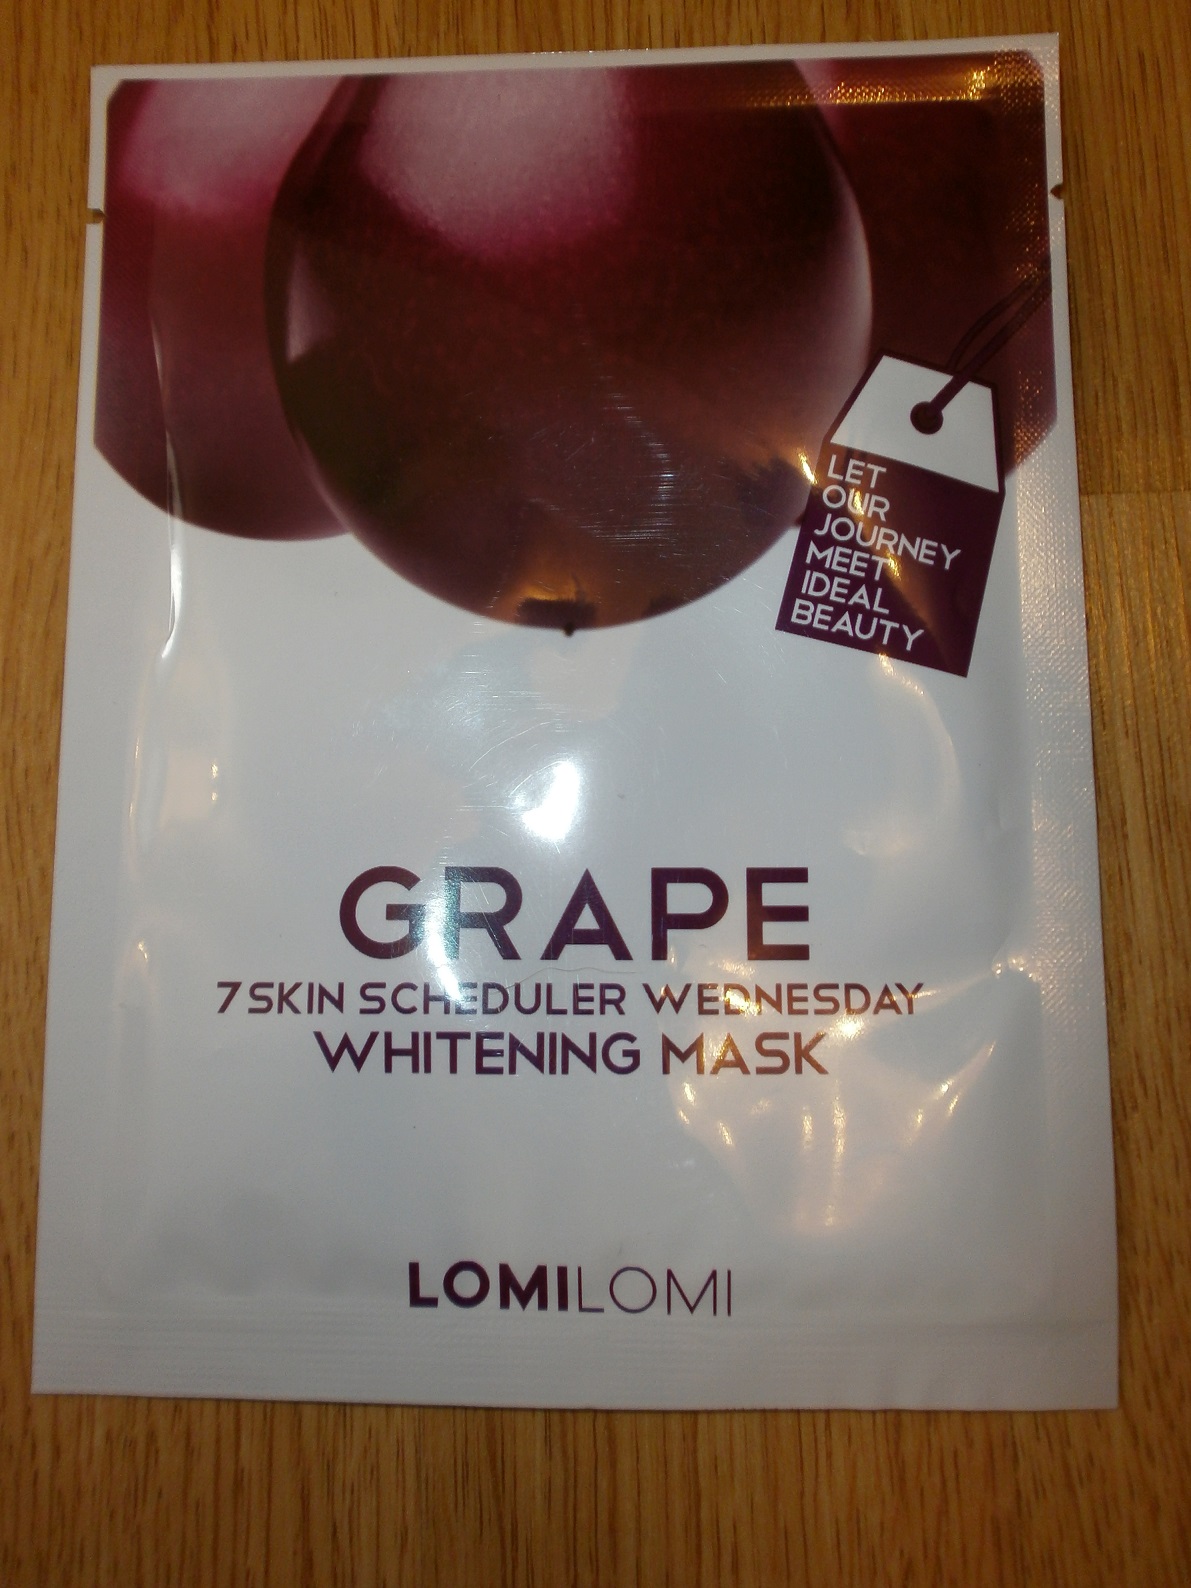 LET
OUR
JOURNEY
MEET
IDEAL
BEAUTY
GRAPE
7SKIN SCHEDULER WEDNESDAY
WHITENING MASK
LOMILOMI